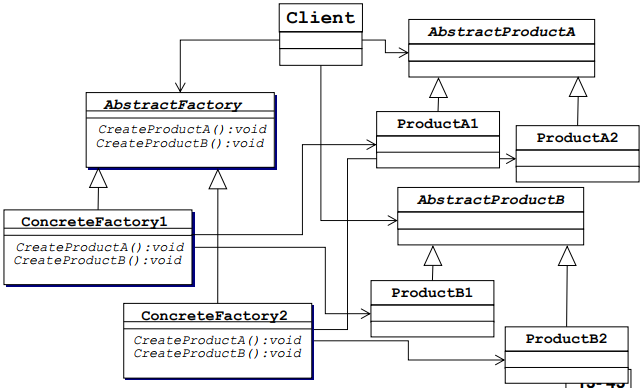 Client
AbstractProductA
AbstractFactory
CreateProductA():void
CreateProductB():void
ProductA1
ProductA2
AbstractProductB
ConcreteFactory1
CreateProductA():void
CreateProductB():void
ProductB1
ConcreteFactory2
CreateProductA():void
CreateProductB():void
ProductB2